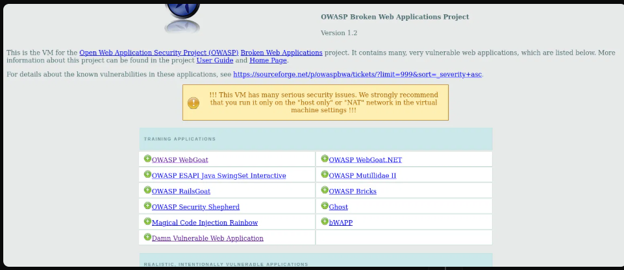 OWASP Broken Web Applications Project
Version 1.2
This is the VM for the Open Web Application Security Project (OWASP) Broken Web Applications project. It contains many, very vulnerable web applications, which are listed below. More
information about this project can be found in the project User Guide and Home Page.
For details about the known vulnerabilities in these applications, see https://sourceforge.net/p/owaspbwa/tickets/?limit=999&sort=_severity+asc.
!!! This VM has many serious security issues. We strongly recommend
that you run it only on the "host only" or "NAT" network in the virtual
machine settings !!!
TRAINING APPLICATIONS
OWASP WebGoat
OWASP WebGoat.NET
OWASP ESAPI Java SwingSet Interactive
OWASP Mutillidae II
OWASP RailsGoat
OWASP Bricks
OWASP Security Shepherd
Ghost
Magical Code Injection Rainbow
bWAPP
Damn Vulnerable Web Application
REALISTIC, INTENTIONALLY VULNERABLE APPLICATIONS